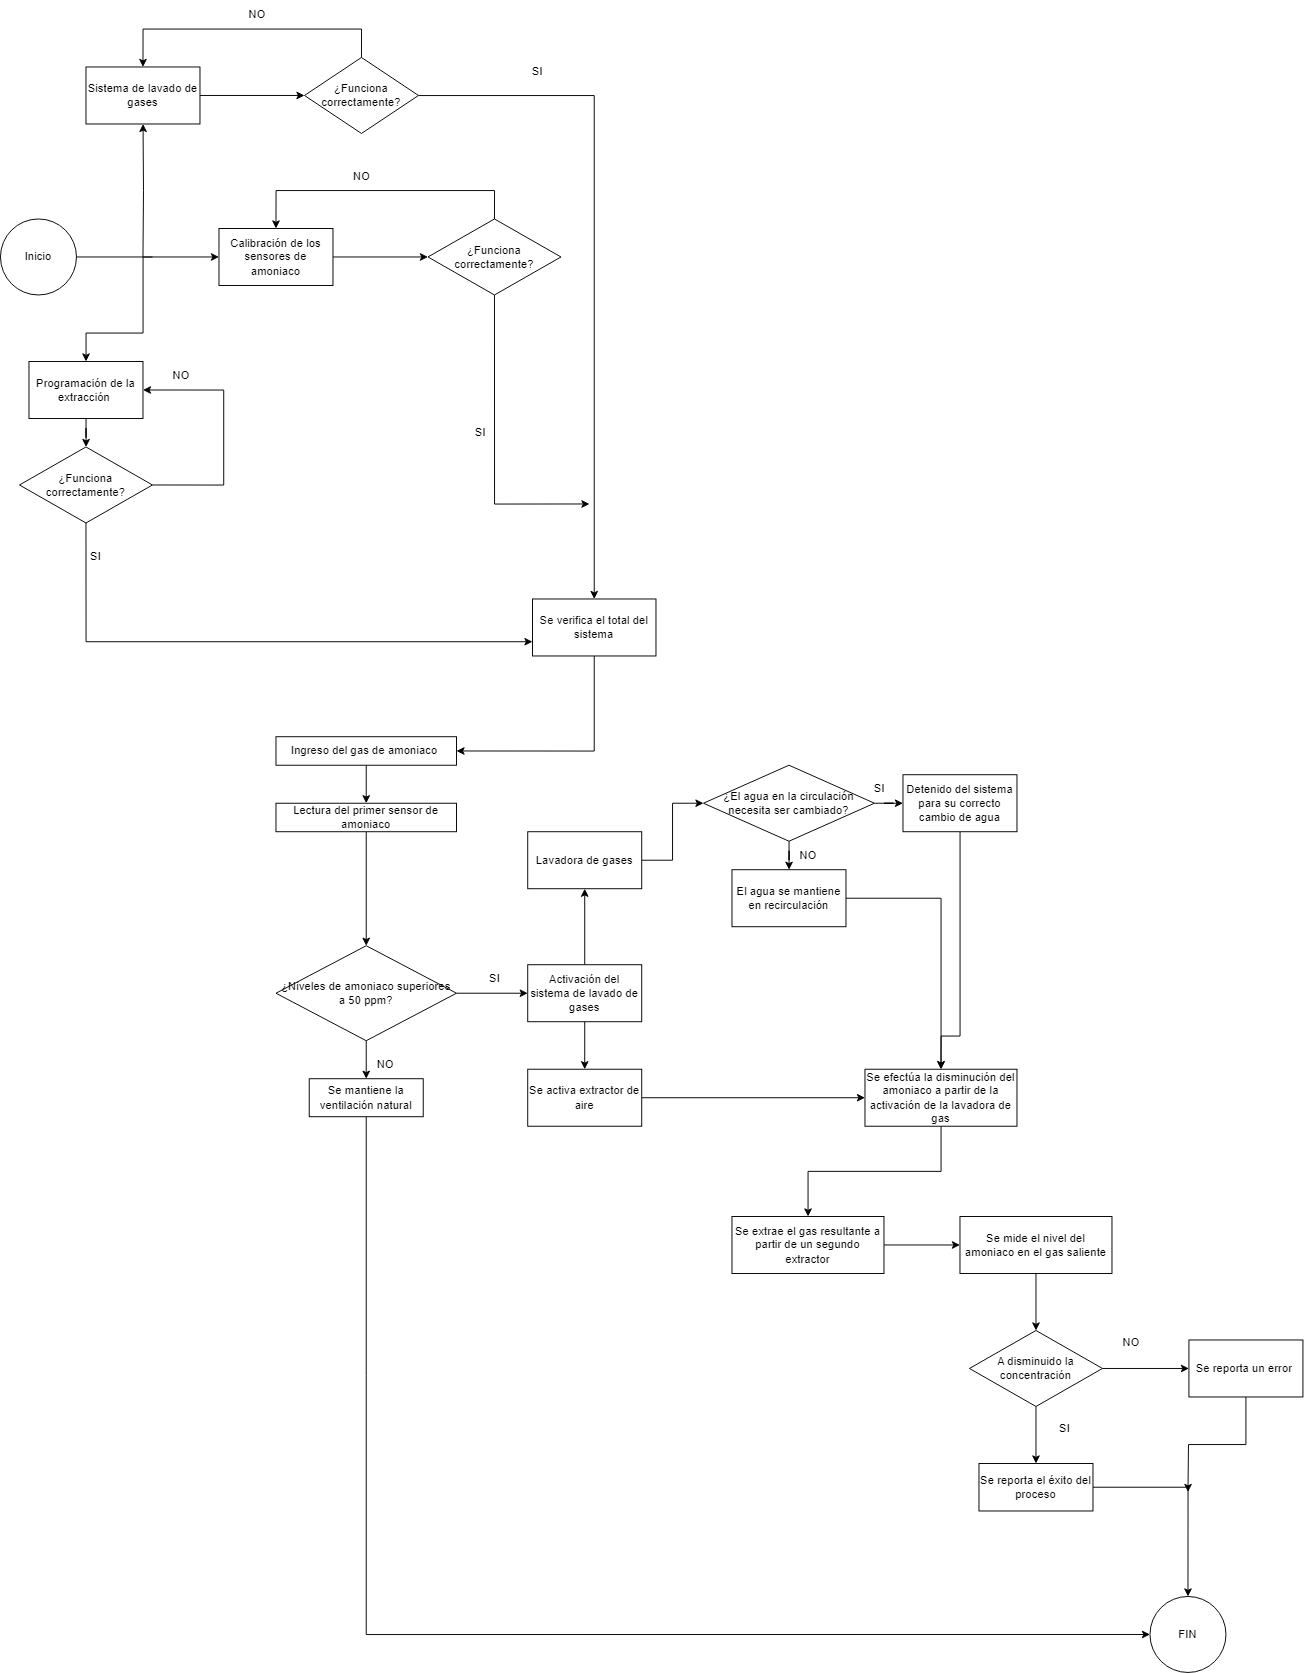 NO
SI
Sistema de lavado de
gases
¿Funciona
correctamente?
NO
Inicio
Calibración de los
sensores de
amoniaco
¿Funciona
correctamente?
Programación de la
extracción
NO
SI
¿Funciona
correctamente?
SI
Se verifica el total del
sistema
Ingreso del gas de amoniaco
Lectura del primer sensor de
amoniaco
¿El agua en la circulación
necesita ser cambiado?
SI
Detenido del sistema
para su correcto
cambio de agua
Lavadora de gases
NO
El agua se mantiene
en recirculación
¿Niveles de amoniaco superiores
a 50 ppm?
SI
Activación del
sistema de lavado de
gases
NO
Se mantiene la
ventilación natural
Se activa extractor de
aire
Se efectúa la disminución del
amoniaco a partir de la
activación de la lavadora de
gas
Se extrae el gas resultante a
partir de un segundo
extractor
Se mide el nivel del
amoniaco en el gas saliente
A disminuido la
concentración
NO
Se reporta un error
SI
Se reporta el éxito del
proceso
FIN